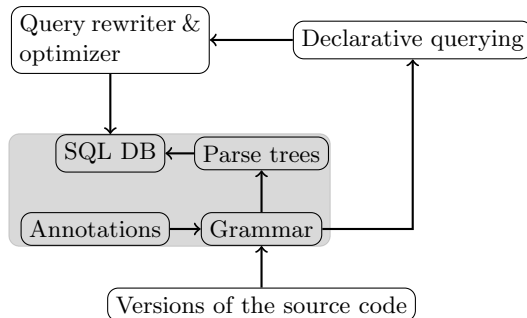 Query rewriter &
optimizer
Declarative querying
SQL DB
Parse trees
Annotations
Grammar
Versions of the source code